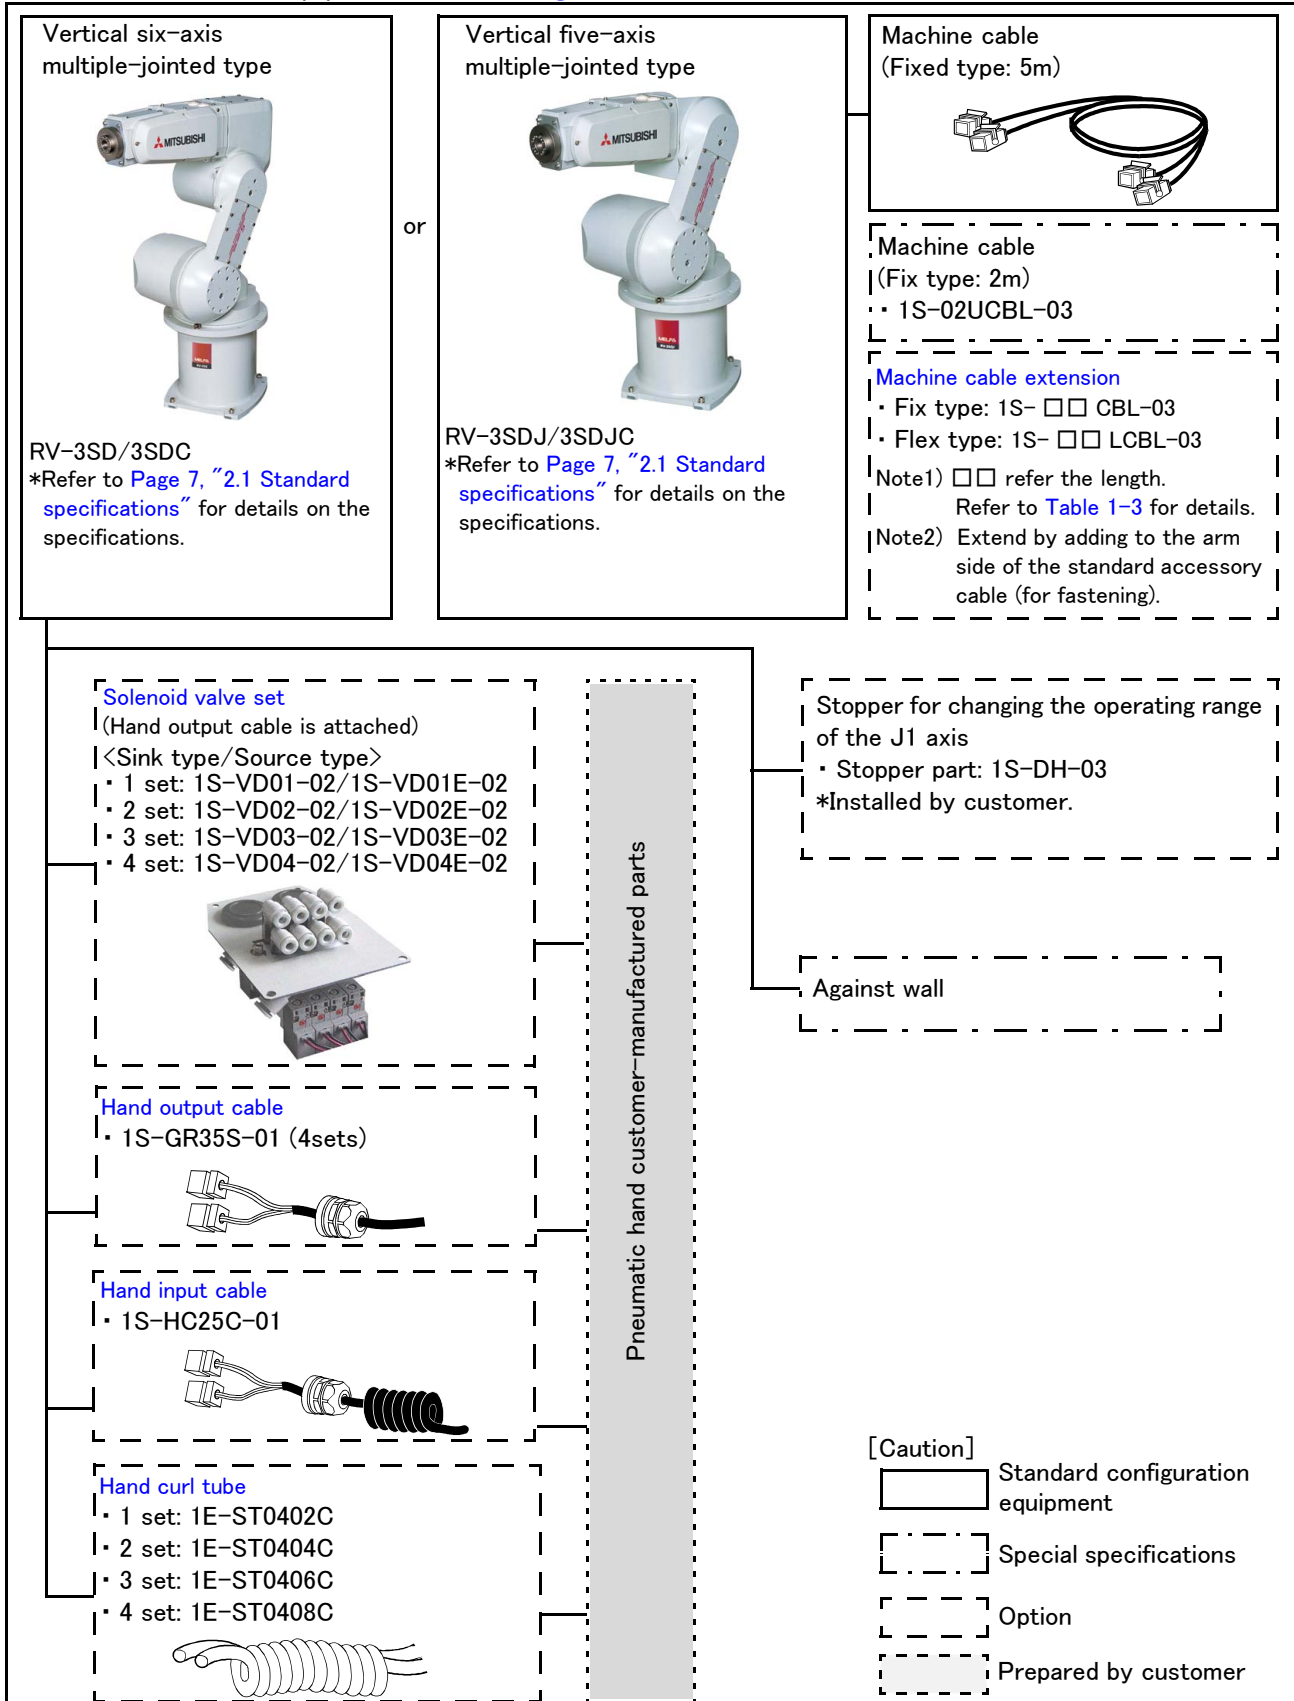 Vertical six-axis
multiple-jointed type
MITSUBISHI
MELFA
RV-3SD/3SDC
*Refer to Page 7, "2.1 Standard
specifications" for details on the
specifications.
or
Vertical five-axis
multiple-jointed type
MITSUBISHI
MELFA
RV-3SDJ/3SDJC
*Refer to Page 7, "2.1 Standard
specifications" for details on the
specifications.
Machine cable
(Fixed type: 5m)
Machine cable
(Fix type: 2m)
・1S-02UCBL-03
Machine cable extension
・Fix type: 1S- □□ CBL-03
・Flex type: 1S- □□ LCBL-03
Note1) □□ refer the length.
Refer to Table 1-3 for details.
Note2) Extend by adding to the arm
side of the standard accessory
cable (for fastening).
Solenoid valve set
(Hand output cable is attached)
<Sink type/Source type>
・1 set: 1S-VD01-02/1S-VD01E-02
・2 set: 1S-VD02-02/1S-VD02E-02
・3 set: 1S-VD03-02/1S-VD03E-02
・4 set: 1S-VD04-02/1S-VD04E-02
Hand output cable
・1S-GR35S-01 (4sets)
Hand input cable
・1S-HC25C-01
Hand curl tube
・1 set: 1E-ST0402C
・2 set: 1E-ST0404C
・3 set: 1E-ST0406C
・4 set: 1E-ST0408C
Pneumatic hand customer-manufactured parts
Stopper for changing the operating range
of the J1 axis
・Stopper part: 1S-DH-03
*Installed by customer.
Against wall
[Caution]
Standard configuration
equipment
Special specifications
Option
Prepared by customer